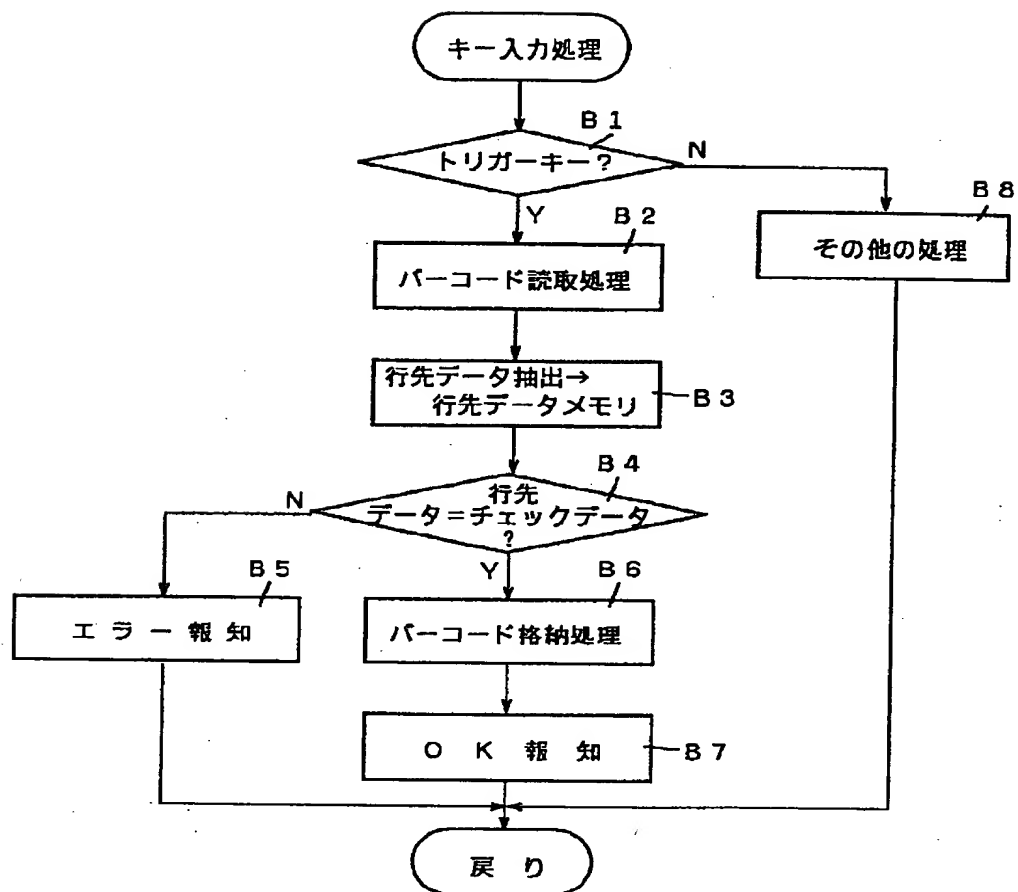 キー入力処理
B1
トリガーキー?
N
Y
B2
B8
バーコード読取処理
その他の処理
行先データ抽出→
行先データメモリ
B3
B4
N
行先
データ=チェックデータ
?
Y
B5
B6
エラー報知
バーコード格納処理
OK報知
B7
戻り